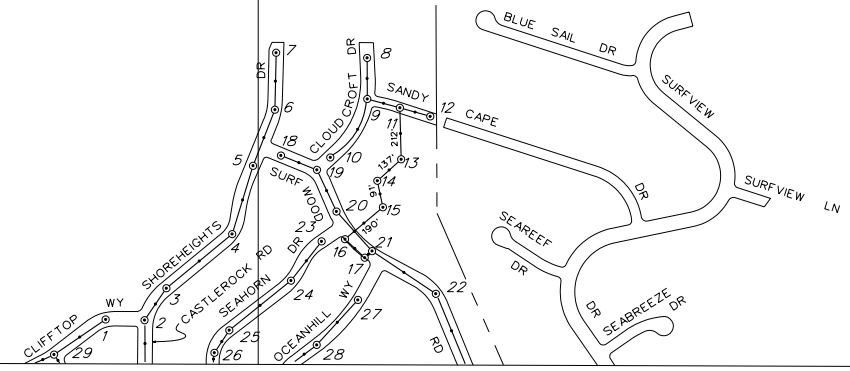 BLUE SAIL DR
SURFVIEW
SURFVIEW LN
DR
7
DR
8
SANDY
12
CAPE
9
11
6
CLOUD CROFT
212'
18
10
13
137'
5
19
14
91'
SURF WOOD DR
20
15
190'
SEAREEF DR
23
DR
16
21
4
SHOREHEIGHTS
CASTLEROCK RD
17
22
3
24
SEAHORN
WY
27
WY
DR
SEABREEZE DR
CLIFFTOP
1
2
25
OCEANHILL
RD
29
26
28